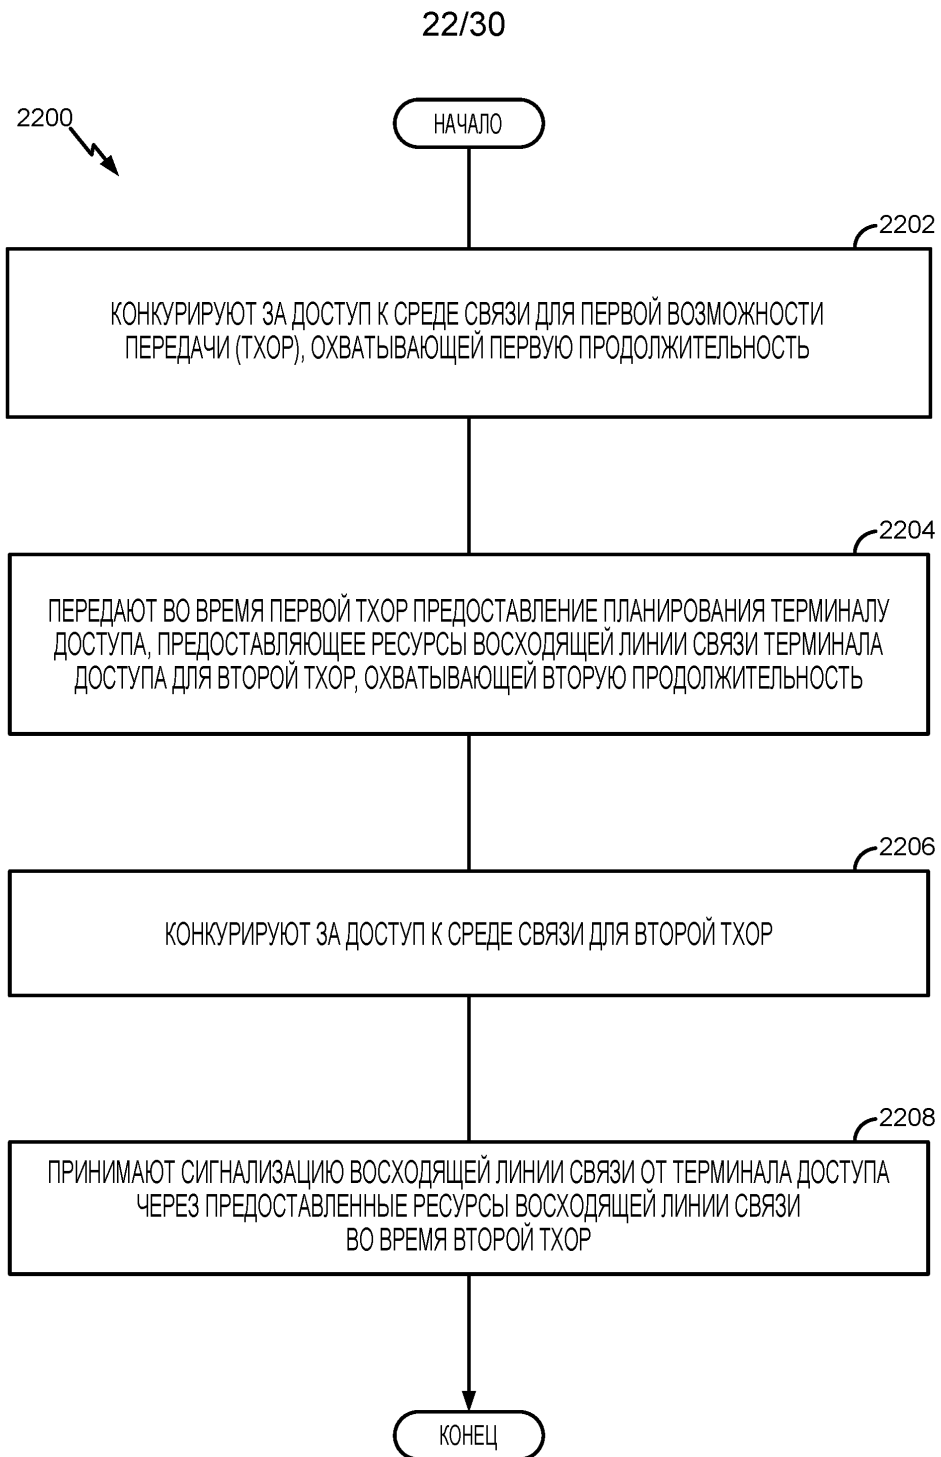 22/30
2200
НАЧАЛО
2202
КОНКУРИРУЮТ ЗА ДОСТУП К СРЕДЕ СВЯЗИ ДЛЯ ПЕРВОЙ ВОЗМОЖНОСТИ
ПЕРЕДАЧИ (TXOP), ОХВАТЫВАЮЩЕЙ ПЕРВУЮ ПРОДОЛЖИТЕЛЬНОСТЬ
2204
ПЕРЕДАЮТ ВО ВРЕМЯ ПЕРВОЙ TXOP ПРЕДОСТАВЛЕНИЕ ПЛАНИРОВАНИЯ ТЕРМИНАЛУ
ДОСТУПА, ПРЕДОСТАВЛЯЮЩЕЕ РЕСУРСЫ ВОСХОДЯЩЕЙ ЛИНИИ СВЯЗИ ТЕРМИНАЛА
ДОСТУПА ДЛЯ ВТОРОЙ TXOP, ОХВАТЫВАЮЩЕЙ ВТОРУЮ ПРОДОЛЖИТЕЛЬНОСТЬ
2206
КОНКУРИРУЮТ ЗА ДОСТУП К СРЕДЕ СВЯЗИ ДЛЯ ВТОРОЙ TXOP
2208
ПРИНИМАЮТ СИГНАЛИЗАЦИЮ ВОСХОДЯЩЕЙ ЛИНИИ СВЯЗИ ОТ ТЕРМИНАЛА ДОСТУПА
ЧЕРЕЗ ПРЕДОСТАВЛЕННЫЕ РЕСУРСЫ ВОСХОДЯЩЕЙ ЛИНИИ СВЯЗИ
ВО ВРЕМЯ ВТОРОЙ TXOP
КОНЕЦ